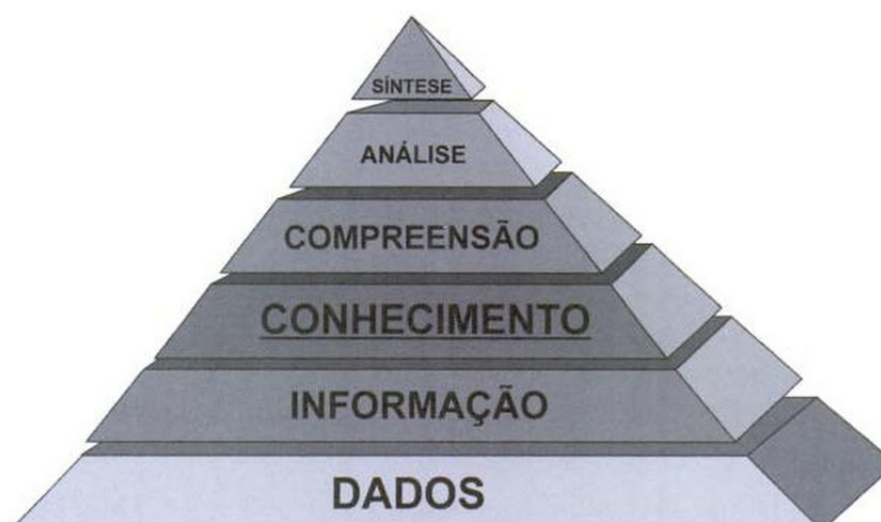 SÍNTESE
ANÁLISE
COMPREENSÃO
CONHECIMENTO
INFORMAÇÃO
DADOS